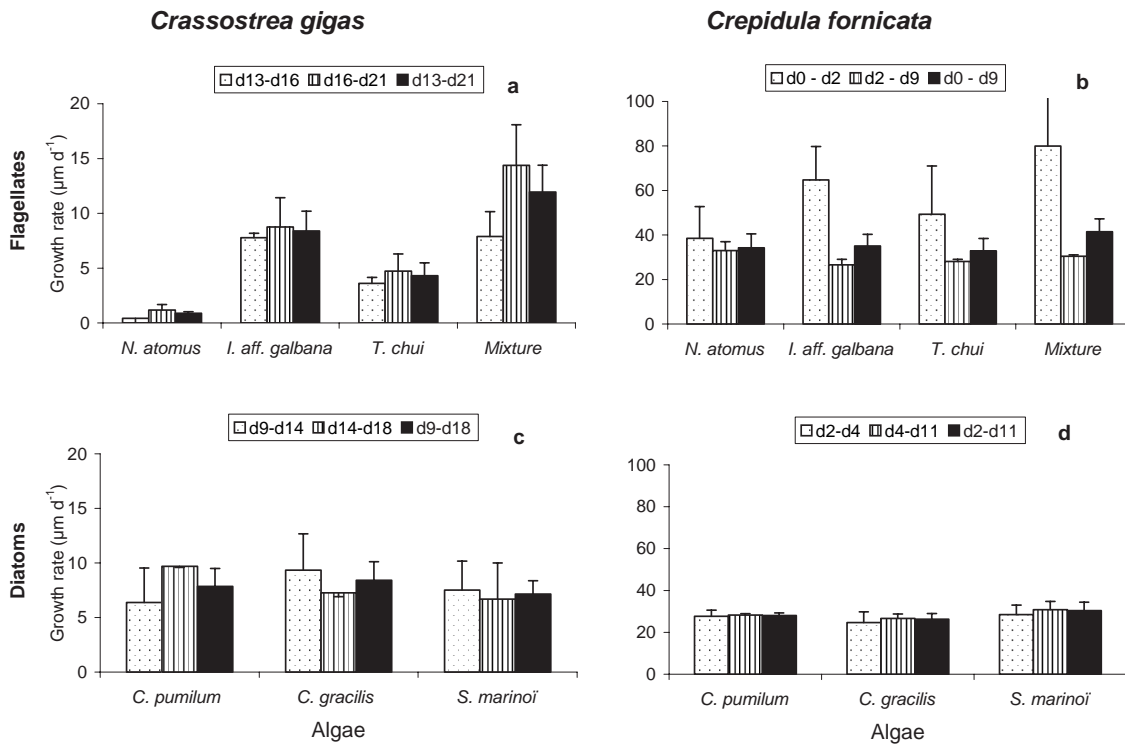 Crassostrea gigas
Crepidula fornicata
Flagellates
d13-d16 d16-d21 d13-d21
a
Growth rate (µm d-1)
20
15
10
5
0
N. atomus I. aff. galbana T. chui Mixture
d0 - d2 d2 - d9 d0 - d9
b
100
80
60
40
20
0
N. atomus I. aff. galbana T. chui Mixture
Diatoms
d9-d14 d14-d18 d9-d18
c
Growth rate (µm d-1)
20
15
10
5
0
C. pumilum C. gracilis S. marinoï
Algae
d2-d4 d4-d11 d2-d11
d
100
80
60
40
20
0
C. pumilum C. gracilis S. marinoï
Algae